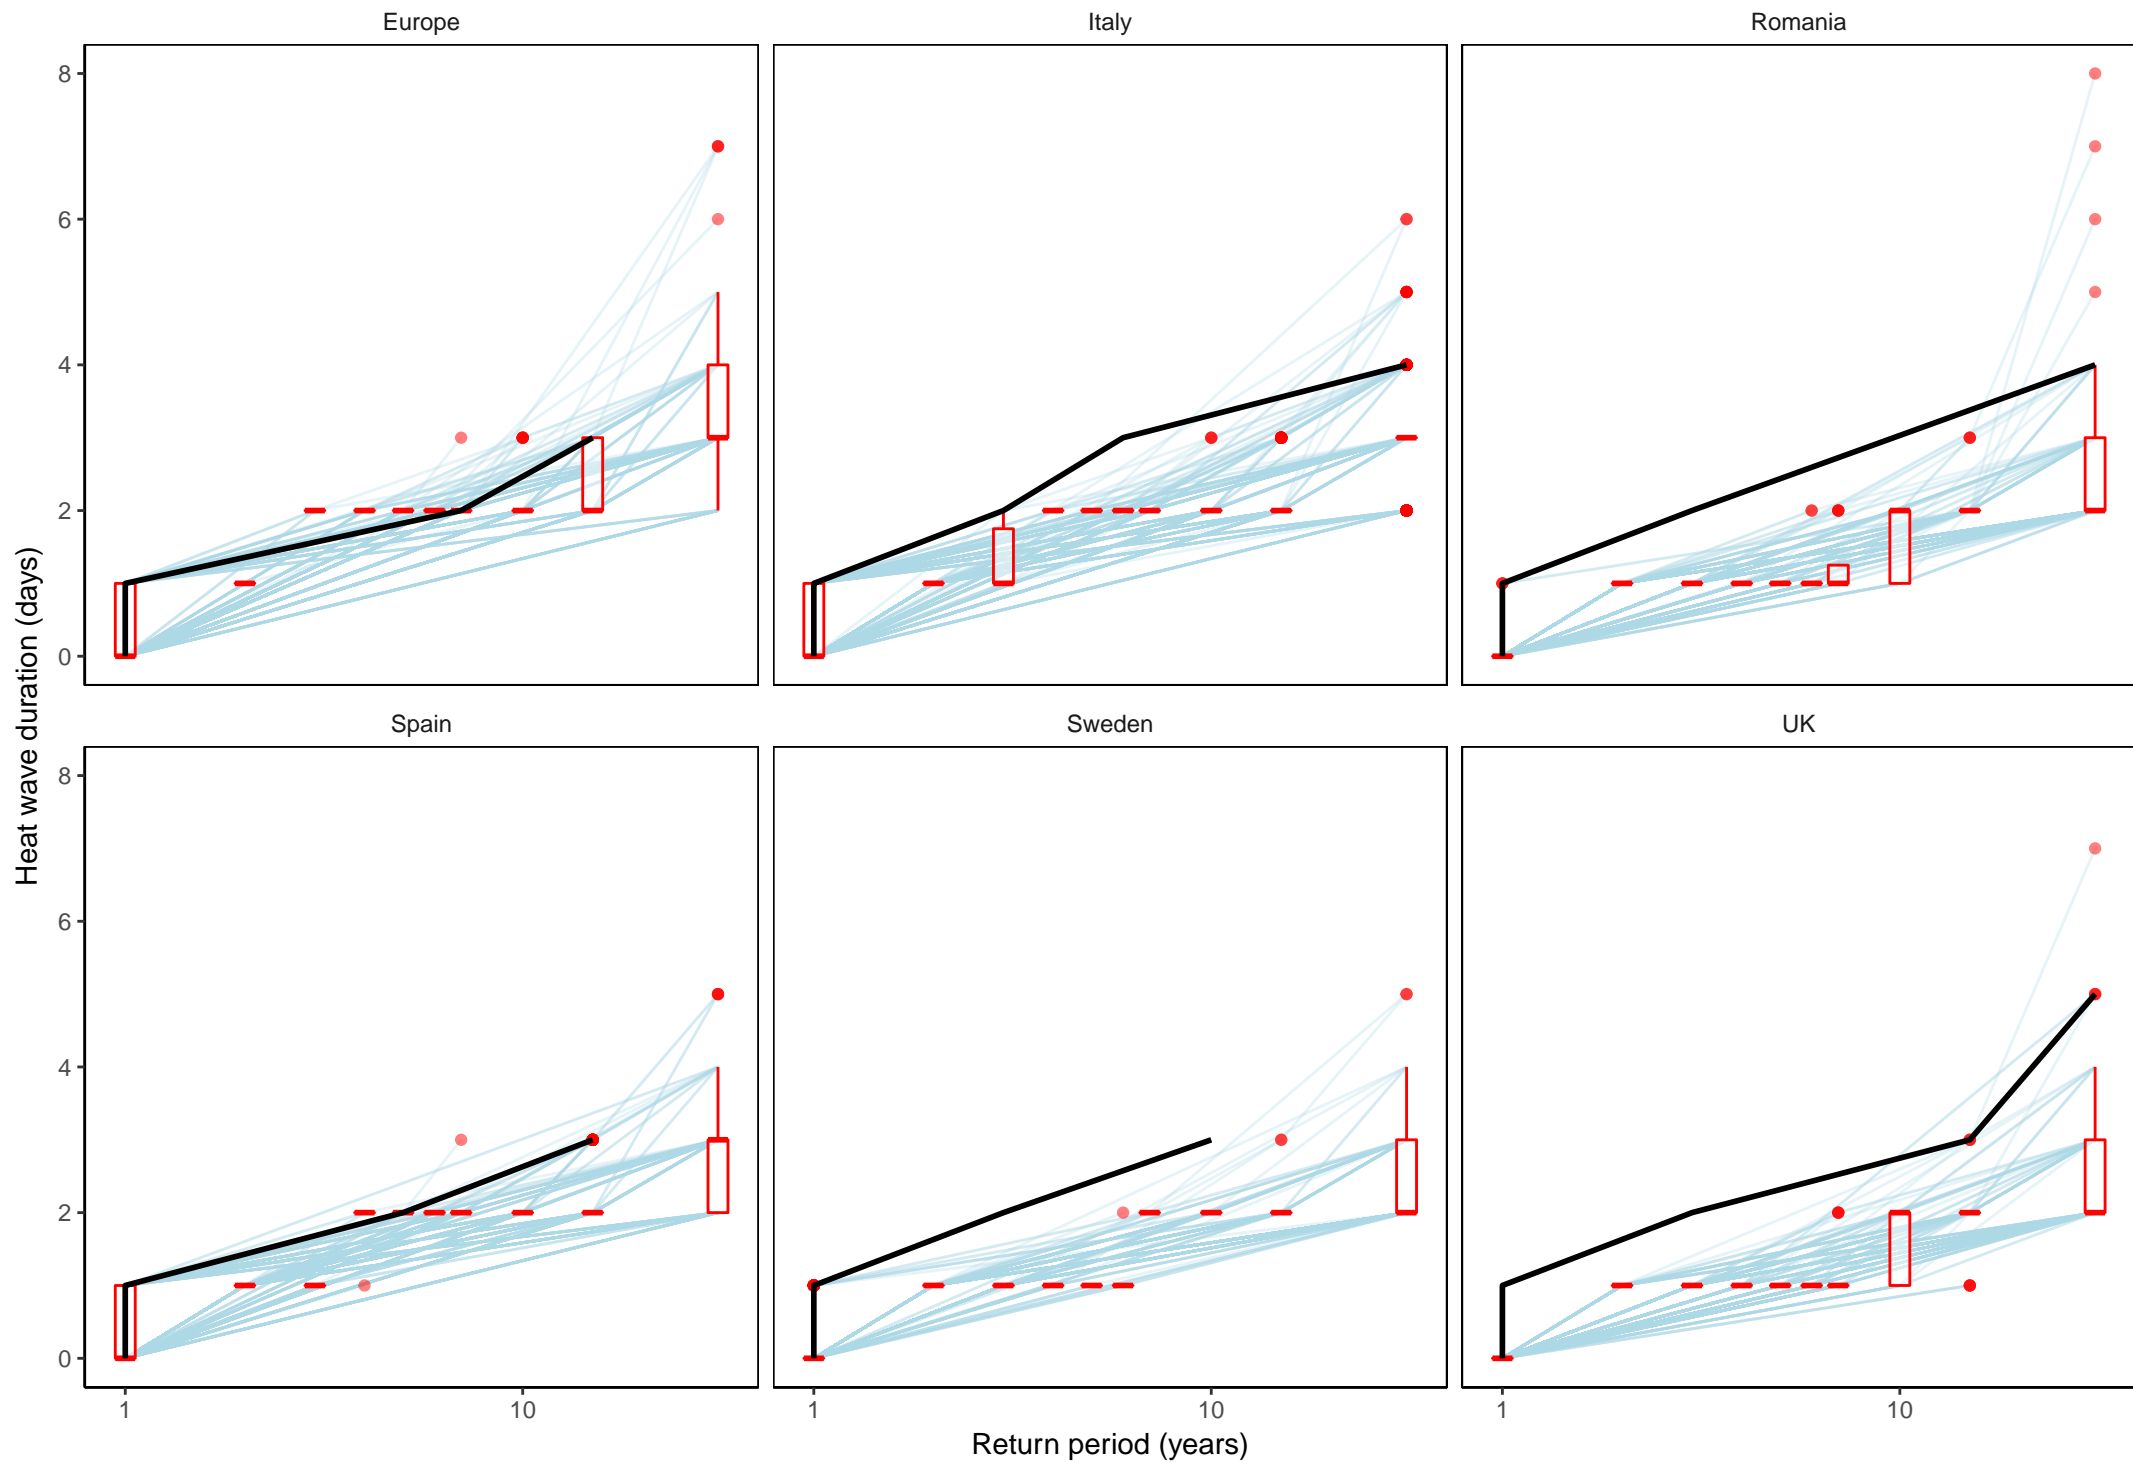 Europe Italy Romania
8
6
4
2
0
Heat wave duration (days)
Spain Sweden UK
8
6
4
2
0
1 10 1 10 1 10
Return period (years)